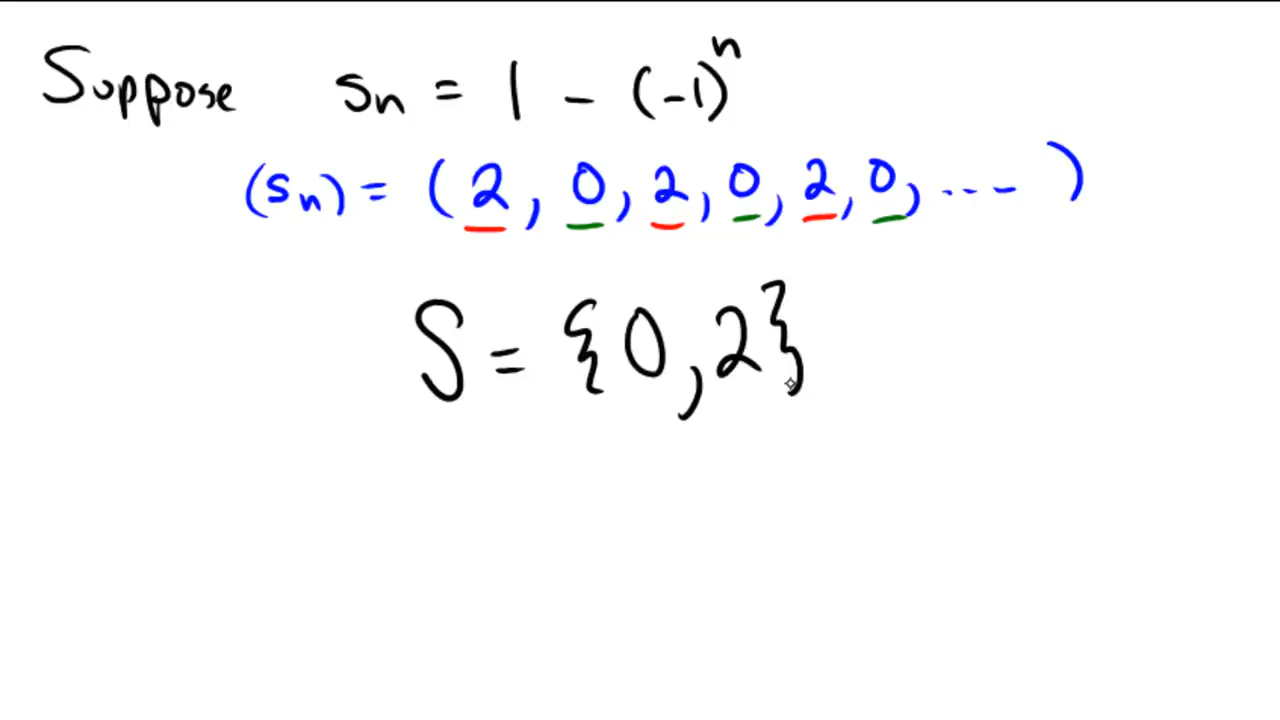 Suppose sₙ = 1 - (-1)ⁿ
(sₙ) = (2, 0, 2, 0, 2, 0, ... )
S = {0, 2}